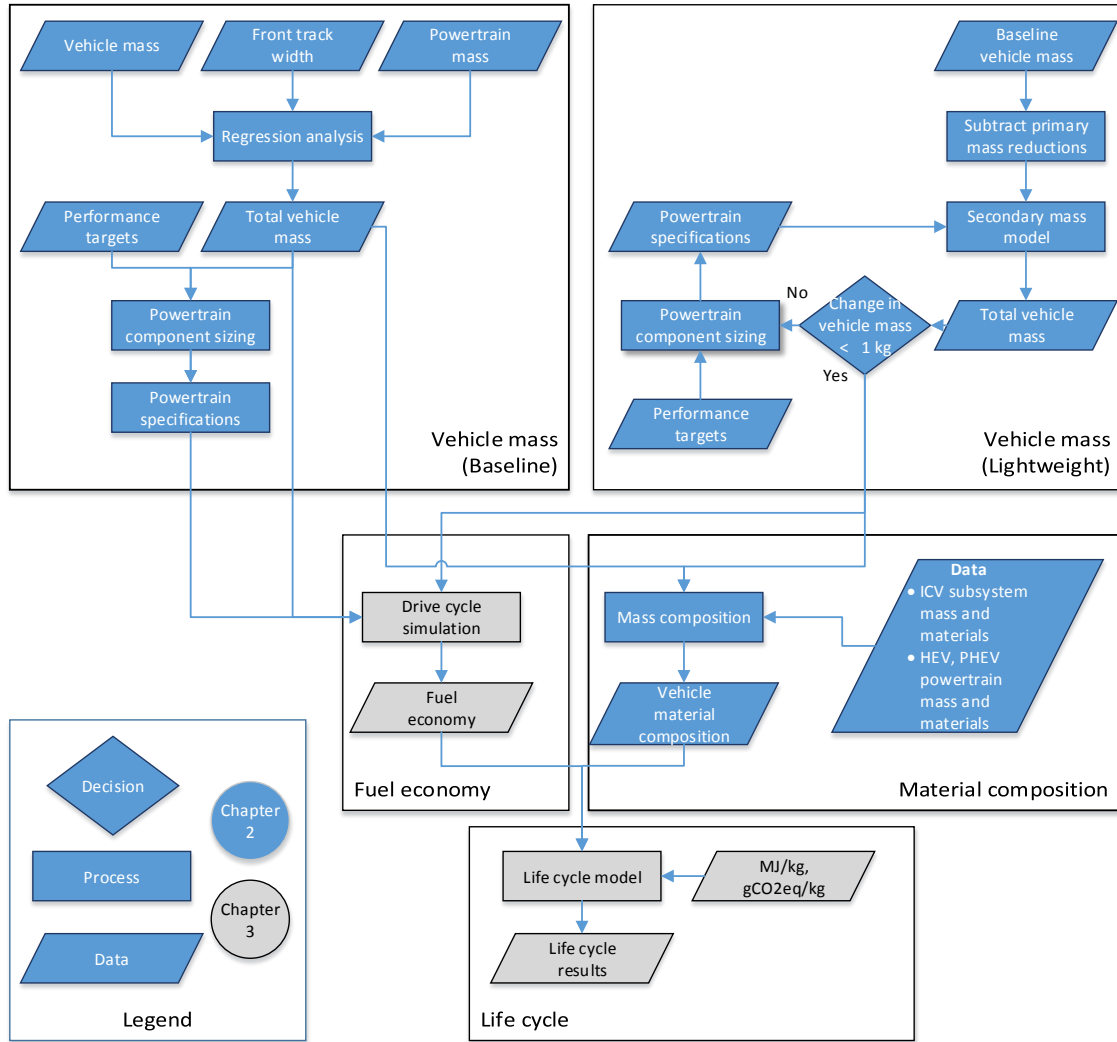 Vehicle mass
Front track
width
Powertrain
mass
Regression analysis
Performance
targets
Total vehicle
mass
Powertrain
component sizing
Powertrain
specifications
Vehicle mass
(Baseline)
Baseline
vehicle mass
Subtract primary
mass reductions
Powertrain
specifications
Secondary mass
model
No
Change in
vehicle mass
< 1 kg
Yes
Powertrain
component sizing
Total vehicle
mass
Performance
targets
Vehicle mass
(Lightweight)
Drive cycle
simulation
Fuel
economy
Fuel economy
Mass composition
Vehicle
material
composition
Data
• ICV subsystem
mass and
materials
• HEV, PHEV
powertrain
mass and
materials
Material composition
Decision
Chapter
2
Process
Chapter
3
Data
Legend
Life cycle model
MJ/kg,
gCO2eq/kg
Life cycle
results
Life cycle